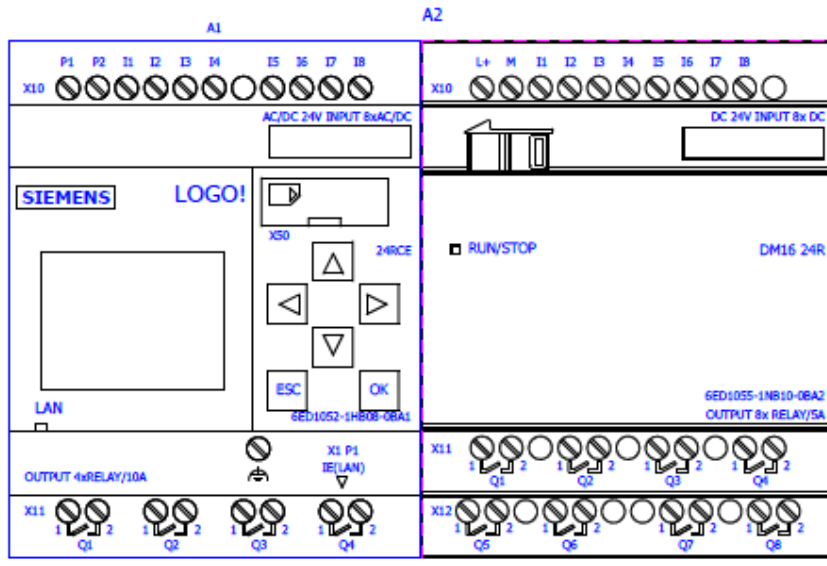 A1
A2
P1 P2 I1 I2 I3 I4 I5 I6 I7 I8
X10
AC/DC 24V INPUT 8xAC/DC
SIEMENS
LOGO!
X50
24RCE
ESC
OK
LAN
6ED1052-1HB08-0BA1
X1 P1
IE(LAN)
OUTPUT 4xRELAY/10A
X11
1 2 1 2 1 2 1 2
Q1 Q2 Q3 Q4
L+ M I1 I2 I3 I4 I5 I6 I7 I8
X10
DC 24V INPUT 8x DC
RUN/STOP
DM16 24R
6ED1055-1NB10-0BA2
OUTPUT 8x RELAY/5A
X11
1 2 1 2 1 2 1 2
Q1 Q2 Q3 Q4
X12
1 2 1 2 1 2 1 2
Q5 Q6 Q7 Q8